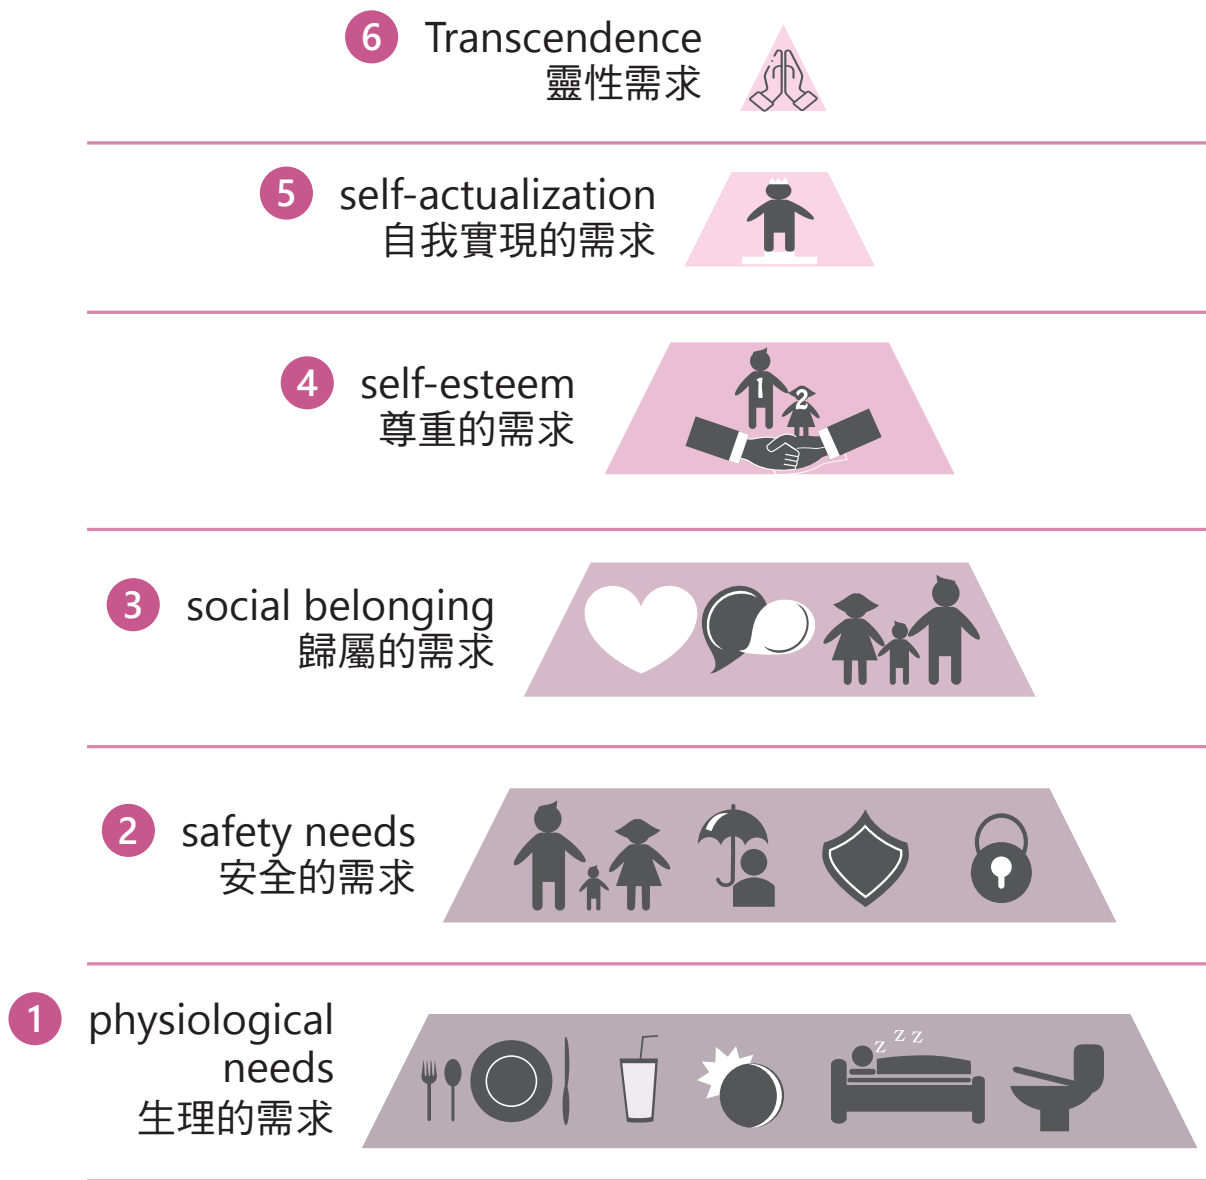 6 Transcendence
靈性需求
5 self-actualization
自我實現的需求
4 self-esteem
尊重的需求
1
2
3 social belonging
歸屬的需求
2 safety needs
安全的需求
1 physiological
needs
生理的需求
z z z